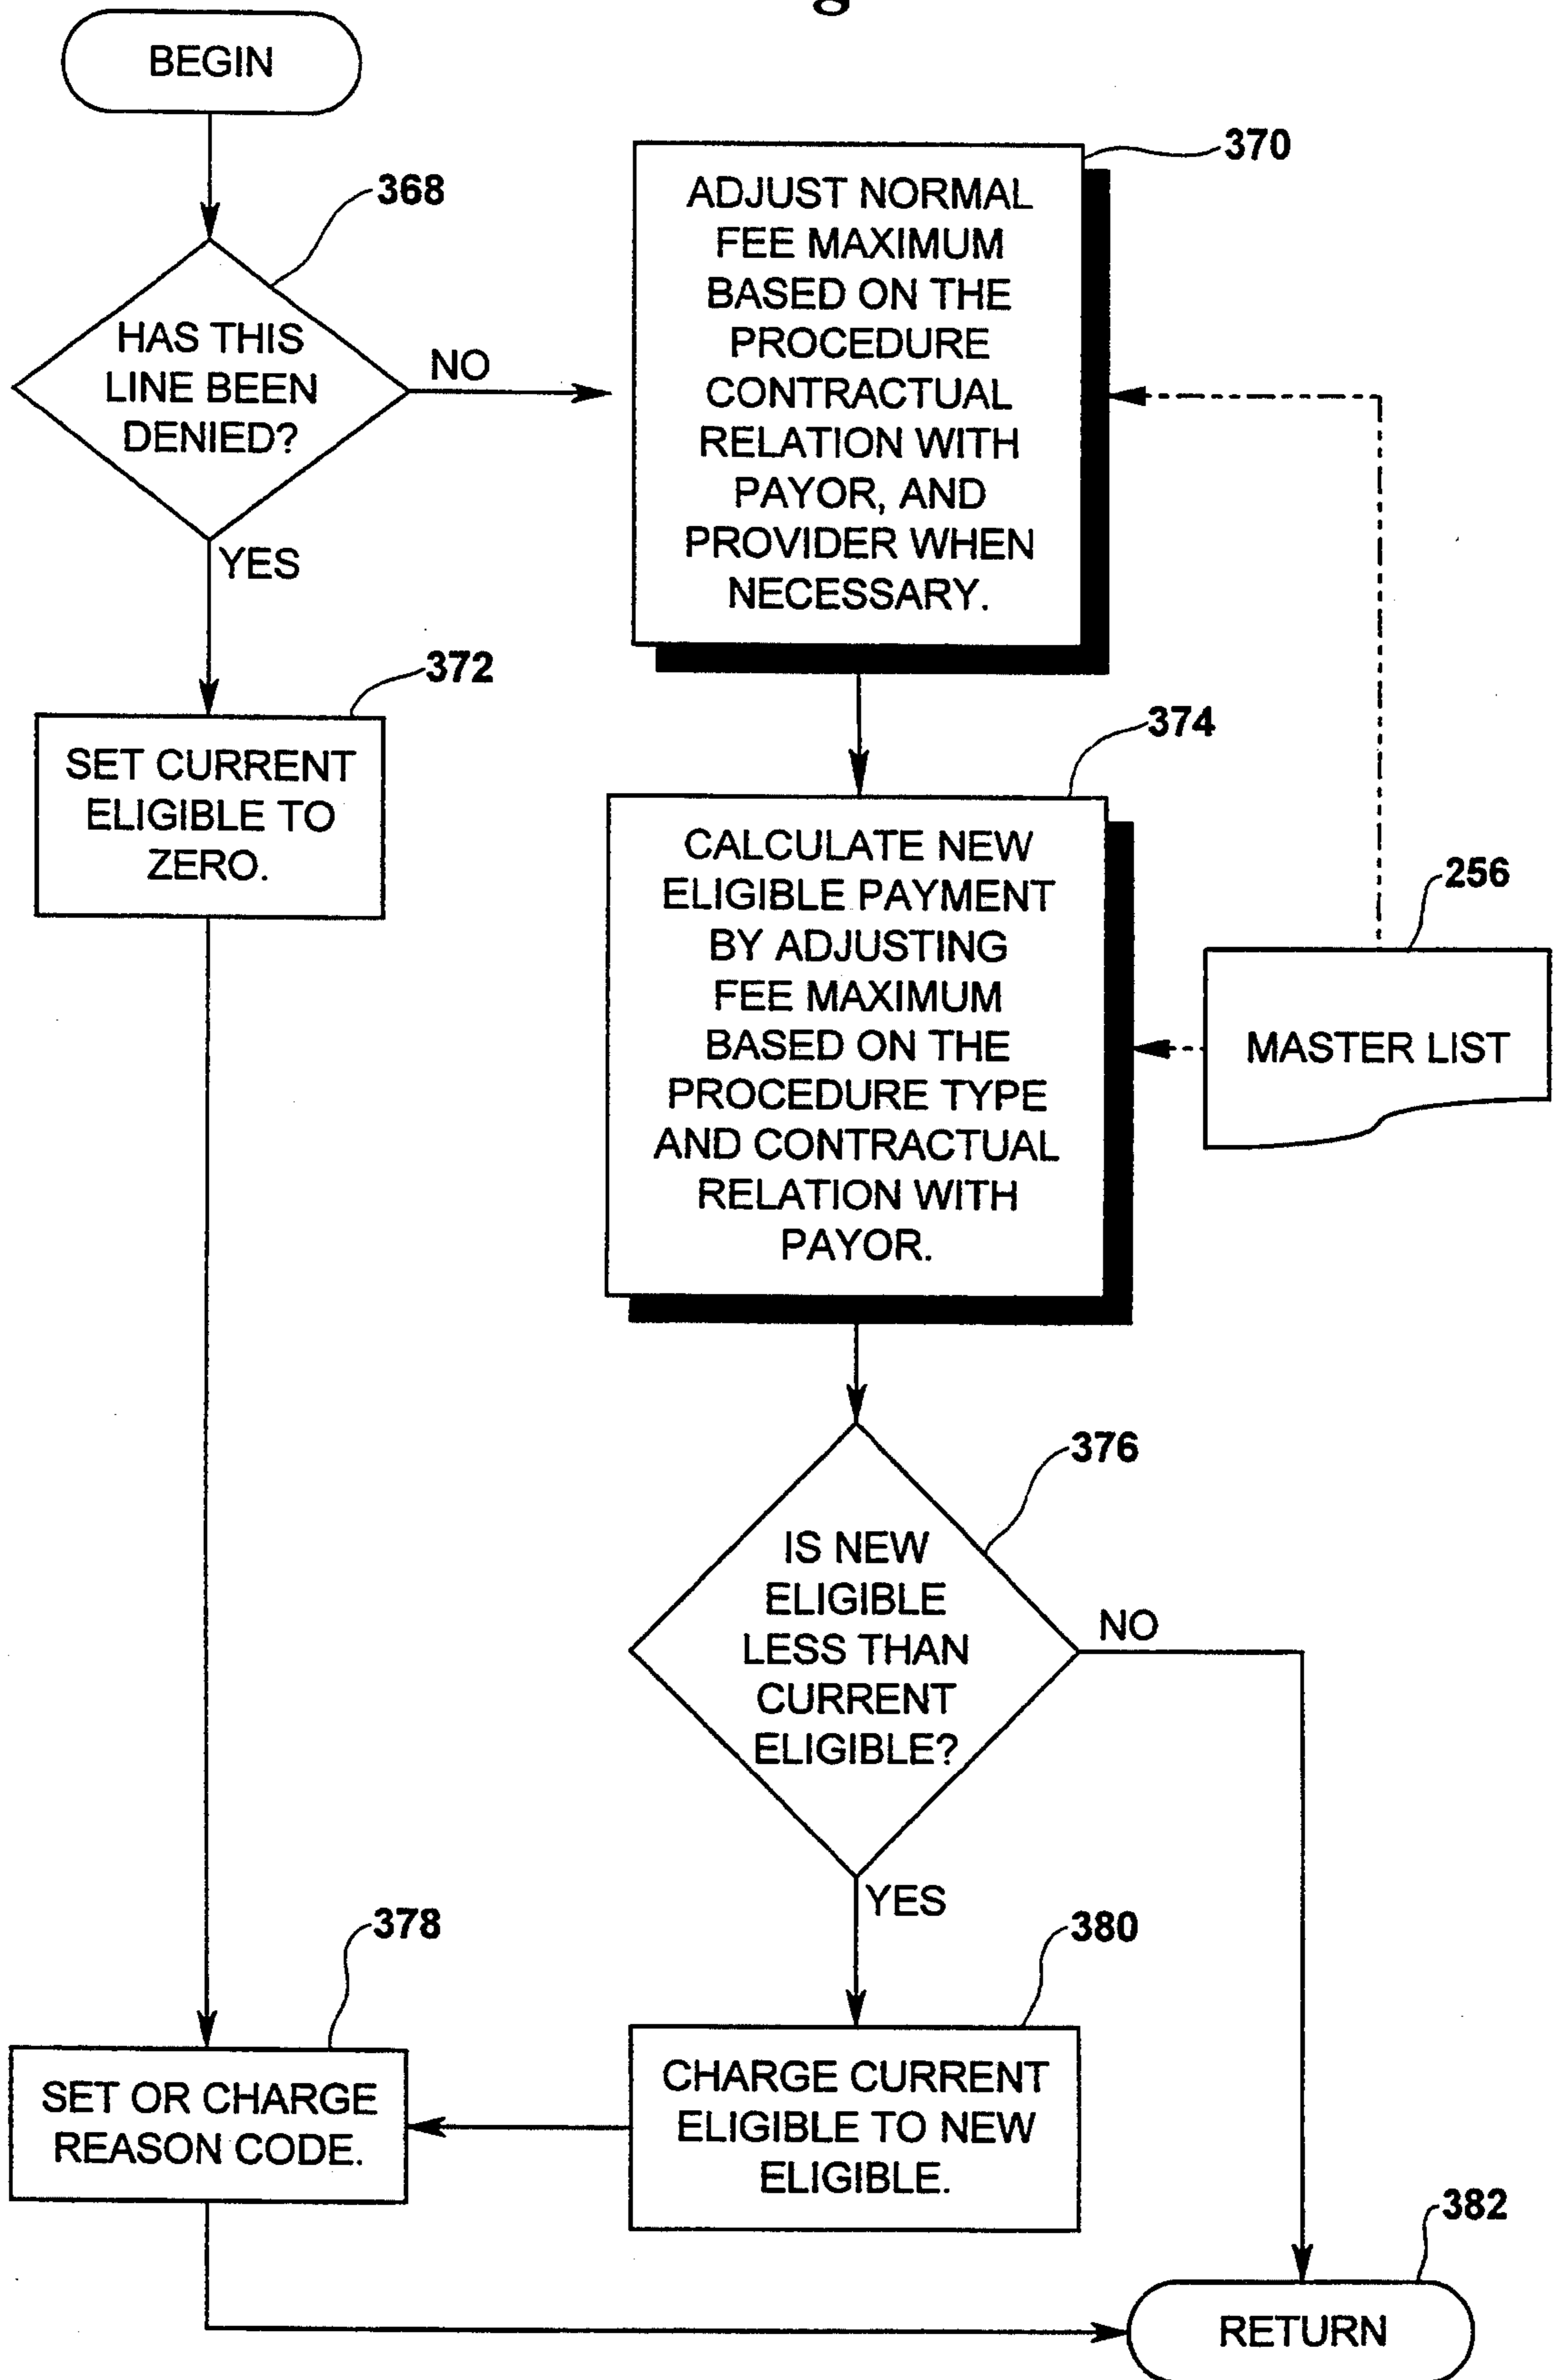 BEGIN
368
HAS THIS
LINE BEEN
DENIED?
NO
YES
370
ADJUST NORMAL
FEE MAXIMUM
BASED ON THE
PROCEDURE
CONTRACTUAL
RELATION WITH
PAYOR, AND
PROVIDER WHEN
NECESSARY.
372
SET CURRENT
ELIGIBLE TO
ZERO.
374
CALCULATE NEW
ELIGIBLE PAYMENT
BY ADJUSTING
FEE MAXIMUM
BASED ON THE
PROCEDURE TYPE
AND CONTRACTUAL
RELATION WITH
PAYOR.
256
MASTER LIST
376
IS NEW
ELIGIBLE
LESS THAN
CURRENT
ELIGIBLE?
NO
YES
378
SET OR CHARGE
REASON CODE.
380
CHARGE CURRENT
ELIGIBLE TO NEW
ELIGIBLE.
382
RETURN